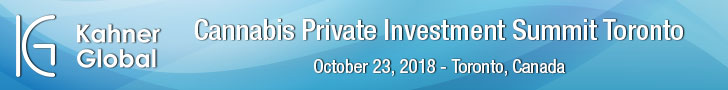 Kahner
Global
Cannabis Private Investment Summit Toronto
October 23, 2018 - Toronto, Canada